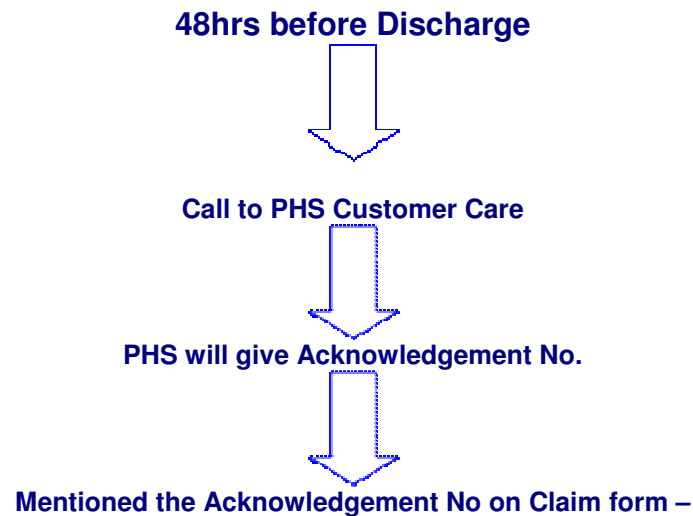 48hrs before Discharge
Call to PHS Customer Care
PHS will give Acknowledgement No.
Mentioned the Acknowledgement No on Claim form –